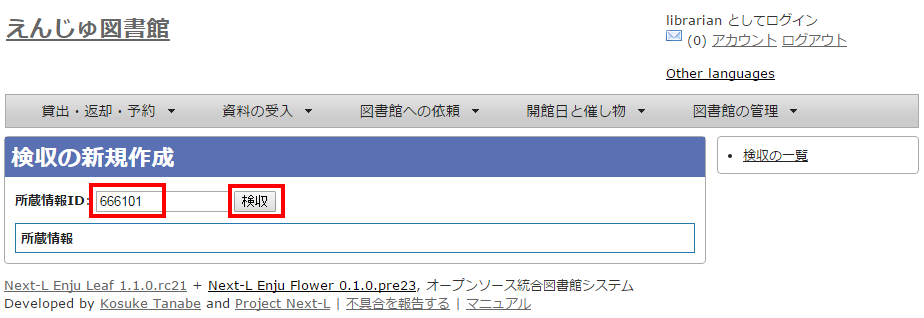 えんじゅ図書館
librarian としてログイン
(0) アカウント ログアウト
Other languages
貸出・返却・予約 資料の受入 図書館への依頼 開館日と催し物 図書館の管理
検収の新規作成
検収の一覧
所蔵情報ID: 666101 検収
所蔵情報
Next-L Enju Leaf 1.1.0.rc21 + Next-L Enju Flower 0.1.0.pre23, オープンソース統合図書館システム
Developed by Kosuke Tanabe and Project Next-L | 不具合を報告する | マニュアル